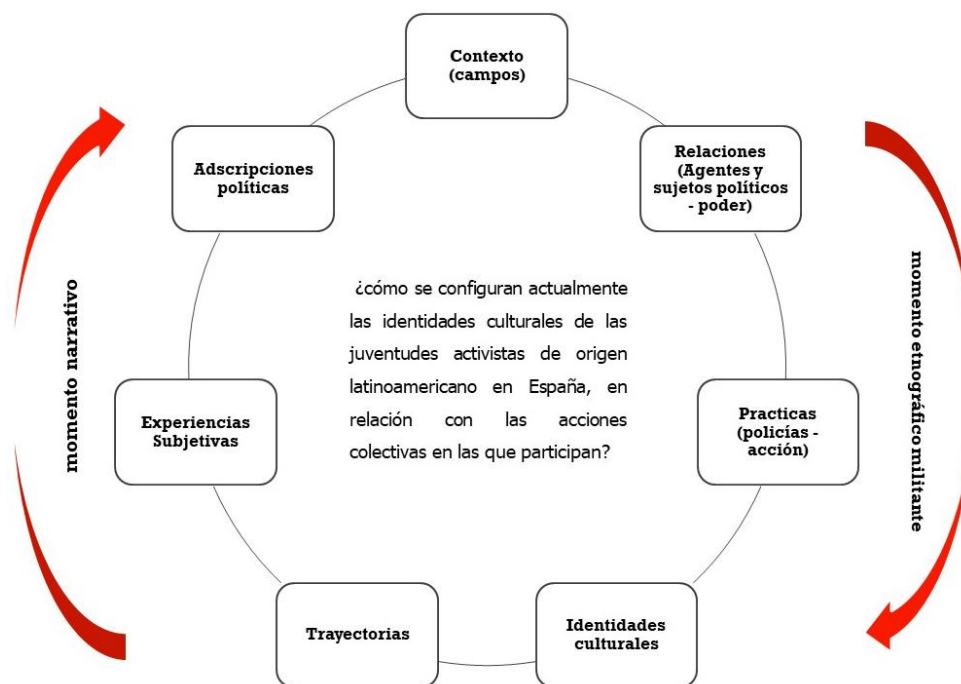 Contexto
(campos)
Adscripciones
políticas
Relaciones
(Agentes y
sujetos políticos
- poder)
momento narrativo
¿cómo se configuran actualmente
las identidades culturales de las
juventudes activistas de origen
latinoamericano en España, en
relación con las acciones
colectivas en las que participan?
momento etnográfico militante
Experiencias
Subjetivas
Practicas
(policías -
acción)
Trayectorias
Identidades
culturales